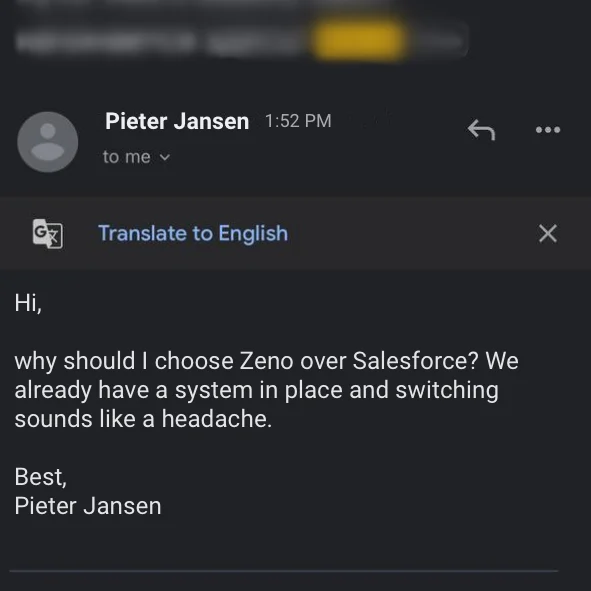 Pieter Jansen 1:52 PM
to me
Translate to English
Hi,
why should I choose Zeno over Salesforce? We
already have a system in place and switching
sounds like a headache.
Best,
Pieter Jansen